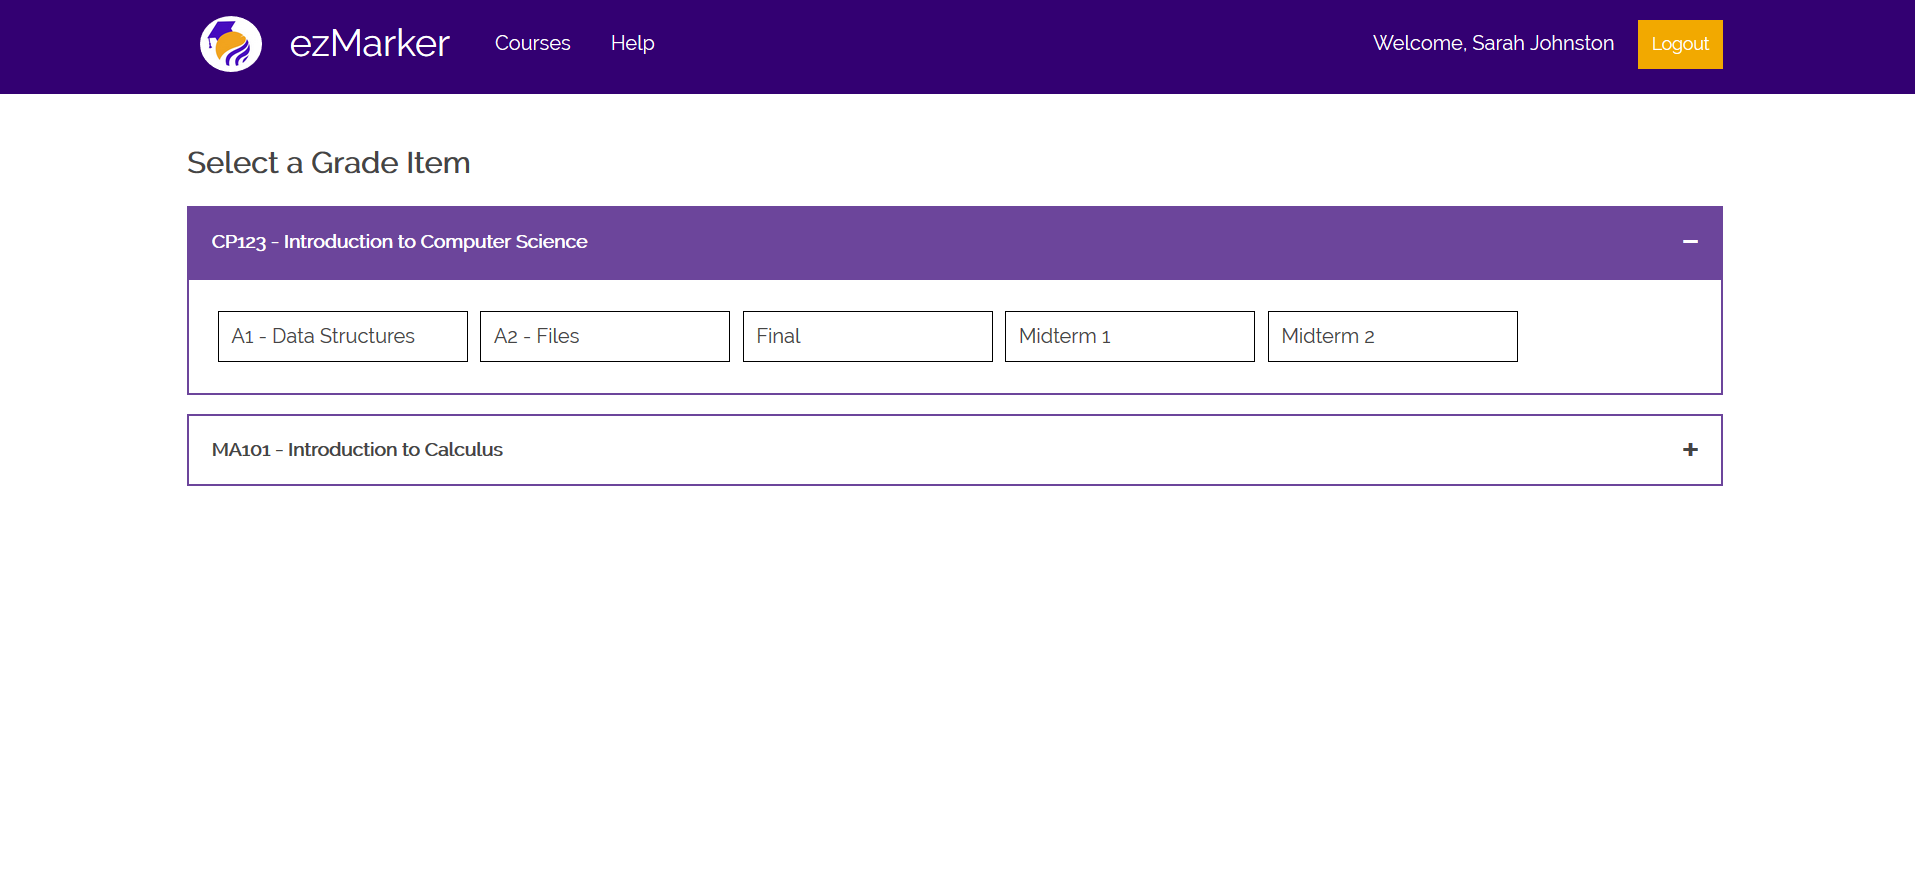 ezMarker Courses Help Welcome, Sarah Johnston Logout
Select a Grade Item
CP123 - Introduction to Computer Science
A1 - Data Structures A2 - Files Final Midterm 1 Midterm 2
MA101 - Introduction to Calculus